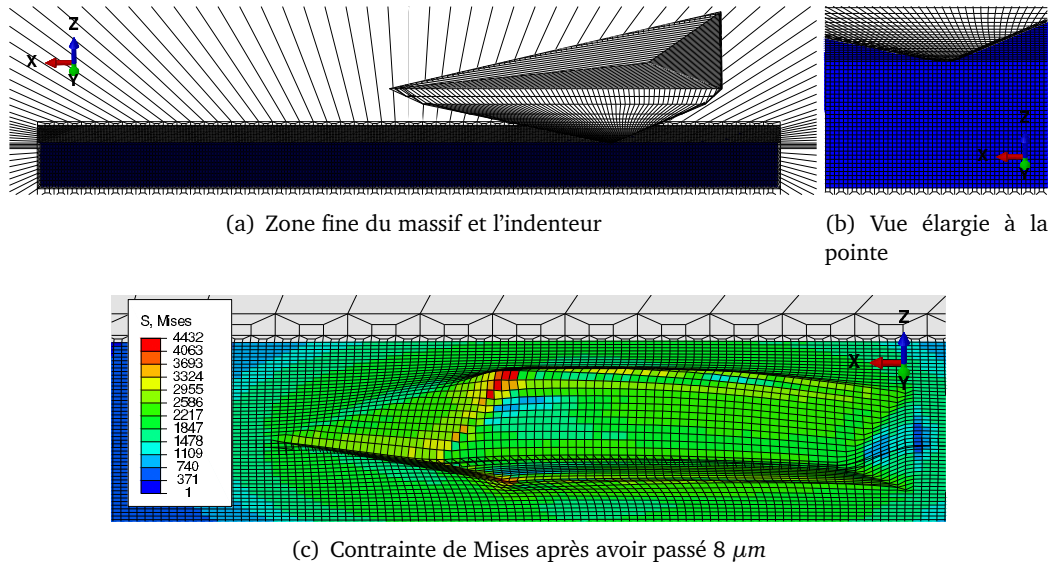 Z
X
Y
Z
X
Y
(a) Zone fine du massif et l'indenteur
(b) Vue élargie à la
pointe
S, Mises
4432
4063
3693
3324
2955
2586
2217
1847
1478
1109
740
371
1
Z
X
Y
(c) Contrainte de Mises après avoir passé 8 μm